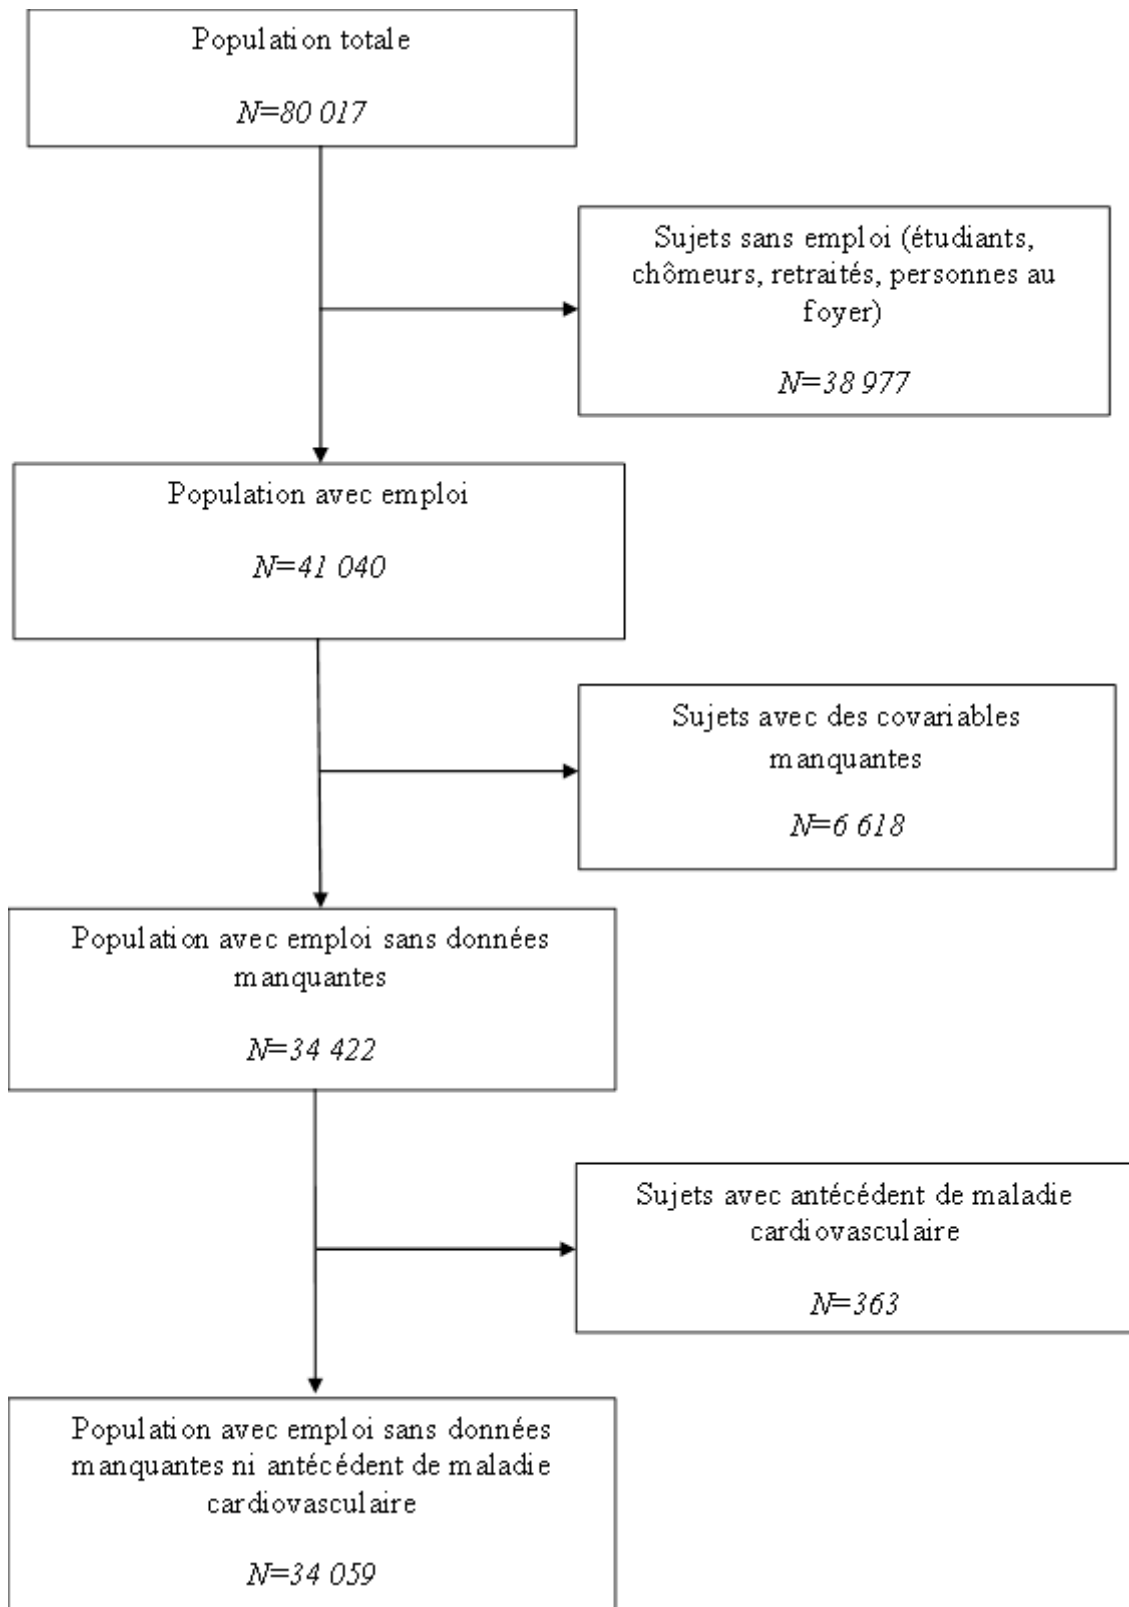 Population totale
N=80 017
Sujets sans emploi (étudiants,
chômeurs, retraités, personnes au
foyer)
N=38 977
Population avec emploi
N=41 040
Sujets avec des covariables
manquantes
N=6 618
Population avec emploi sans données
manquantes
N=34 422
Sujets avec antécédent de maladie
cardiovasculaire
N=363
Population avec emploi sans données
manquantes ni antécédent de maladie
cardiovasculaire
N=34 059